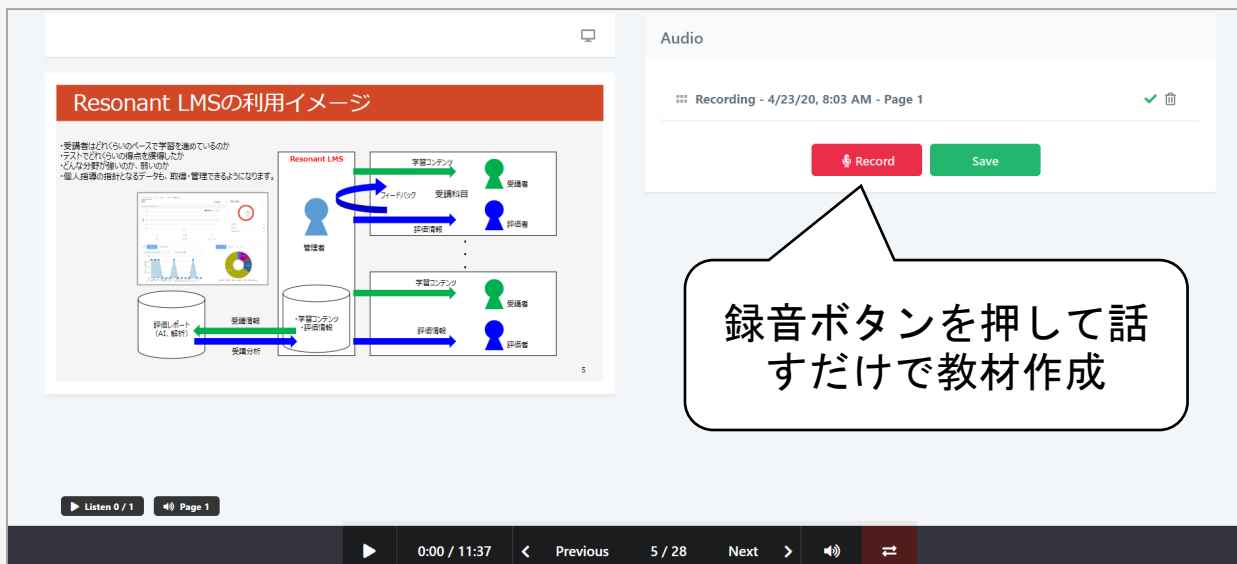 Audio
Resonant LMSの利用イメージ
Recording - 4/23/20, 8:03 AM - Page 1
Record
Save
・受講者はどれくらいのペースで学習を進めているのか
・テストでどれくらいの得点を獲得したか
・どんな分野が強いのか、弱いのか
・個人指導の指針となるデータも、取得・管理できるようになります。
Resonant LMS
管理者
学習コンテンツ
受講者
フィードバック
受講科目
評価情報
評価者
・
・
・
学習コンテンツ
受講者
評価情報
評価者
評価レポート
(AI、解析)
受講情報
受講分析
・学習コンテンツ
・評価情報
5
録音ボタンを押して話
すだけで教材作成
Listen 0 / 1
Page 1
0:00 / 11:37
Previous
5 / 28
Next